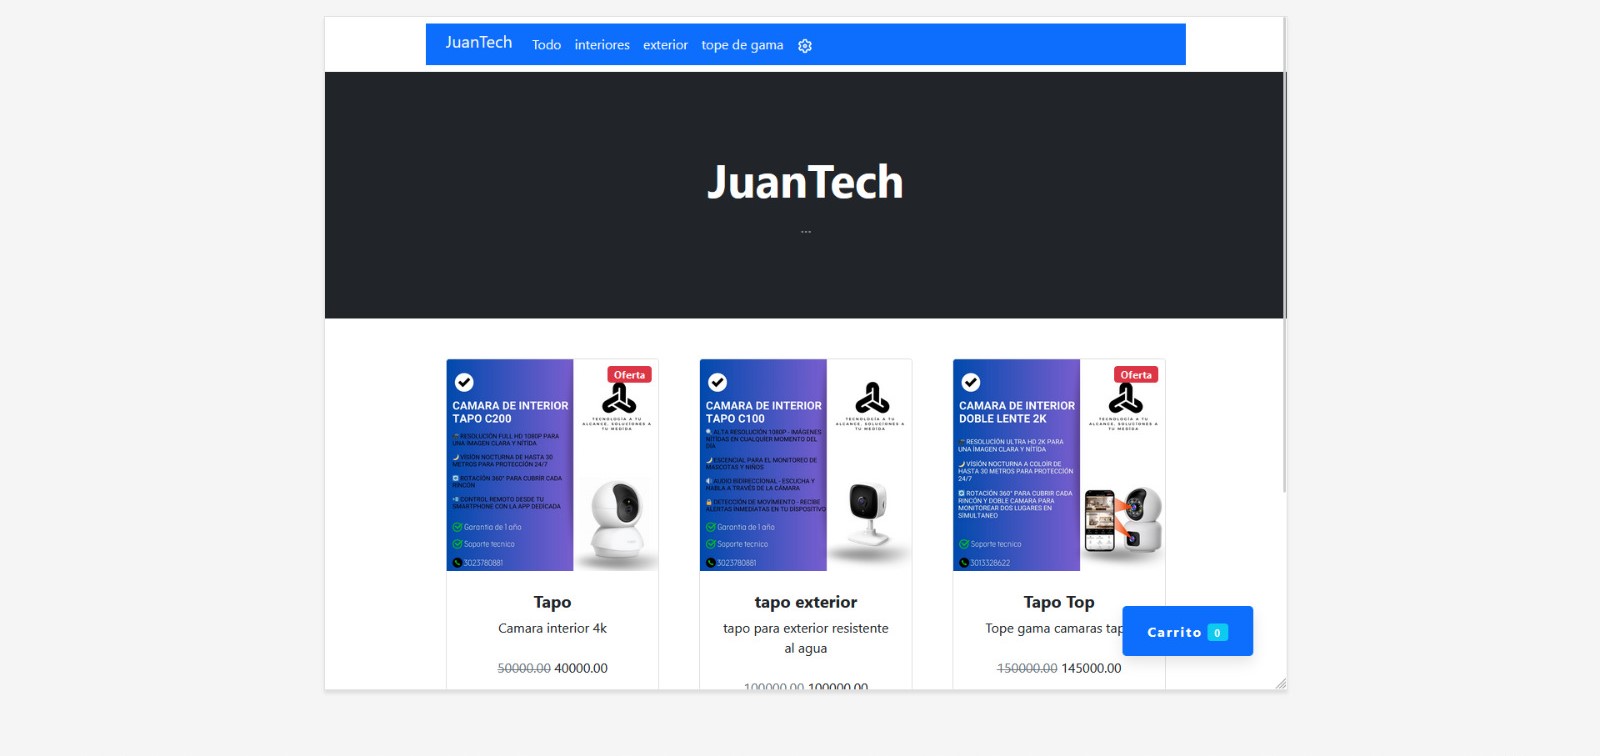 JuanTech Todo interiores exterior tope de gama
JuanTech
...
CAMARA DE INTERIOR
TAPO C200
RESOLUCIÓN FULL HD 1080P PARA
UNA IMAGEN CLARA Y NÍTIDA
VISIÓN NOCTURNA DE HASTA 30
METROS PARA PROTECCIÓN 24/7
ROTACIÓN 360° PARA CUBRIR CADA
RINCÓN
CONTROL REMOTO DESDE TU
SMARTPHONE CON LA APP DEDICADA
Garantia de 1 año
Soporte tecnico
3023780881
Oferta
TECNOLOGÍA A TU
ALCANCE, SOLUCIONES A
TU MEDIDA
Tapo
Camara interior 4k
50000.00 40000.00
CAMARA DE INTERIOR
TAPO C100
ALTA RESOLUCIÓN 1080P - IMÁGENES
NÍTIDAS EN CUALQUIER MOMENTO DEL
DÍA
ESCENCIAL PARA EL MONITOREO DE
MASCOTAS Y NIÑOS
AUDIO BIDIRECCIONAL - ESCUCHA Y
HABLA A TRAVÉS DE LA CÁMARA
DETECCIÓN DE MOVIMIENTO - RECIBE
ALERTAS INMEDIATAS EN TU DISPOSITIVO
Garantia de 1 año
Soporte tecnico
3023780881
TECNOLOGÍA A TU
ALCANCE, SOLUCIONES A
TU MEDIDA
tapo exterior
tapo para exterior resistente
al agua
100000.00 100000.00
CAMARA DE INTERIOR
DOBLE LENTE 2K
RESOLUCIÓN ULTRA HD 2K PARA
UNA IMAGEN CLARA Y NÍTIDA
VISIÓN NOCTURNA A COLOR DE
HASTA 30 METROS PARA PROTECCIÓN
24/7
ROTACIÓN 360° PARA CUBRIR CADA
RINCÓN Y DOBLE CAMARA PARA
MONITOREAR DOS LUGARES EN
SIMULTANEO
Soporte tecnico
3013328622
Oferta
TECNOLOGÍA A TU
ALCANCE, SOLUCIONES A
TU MEDIDA
Tapo Top
Tope gama camaras tap
150000.00 145000.00
Carrito 0